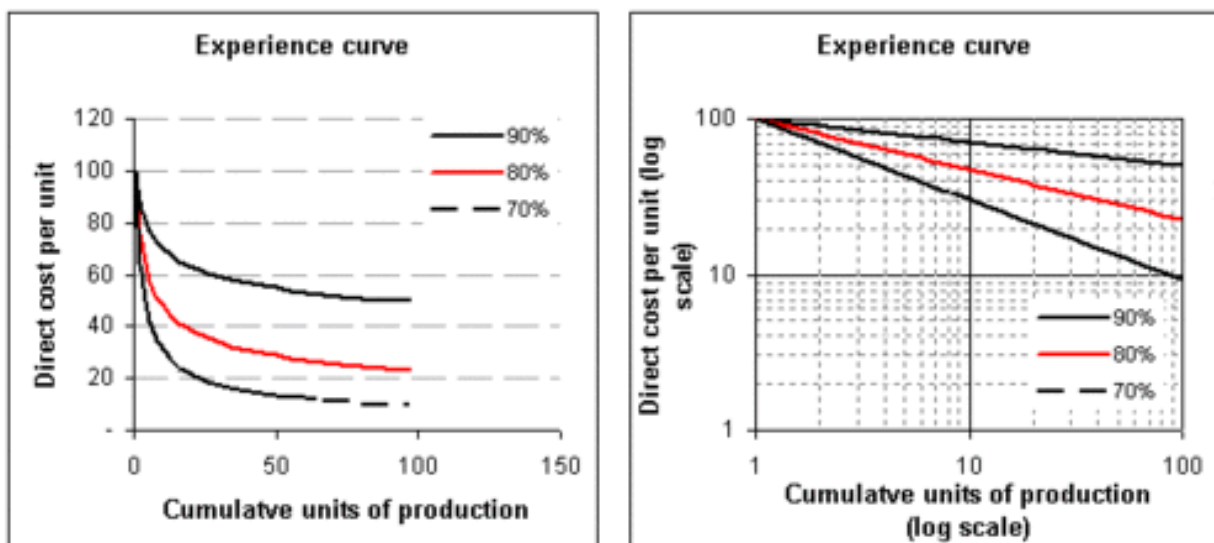 Experience curve
120
100
80
60
40
20
-
0
50
100
150
Direct cost per unit
Cumulatve units of production
90%
80%
70%
Experience curve
100
10
1
1
10
100
Direct cost per unit (log
scale)
Cumulatve units of production
(log scale)
90%
80%
70%